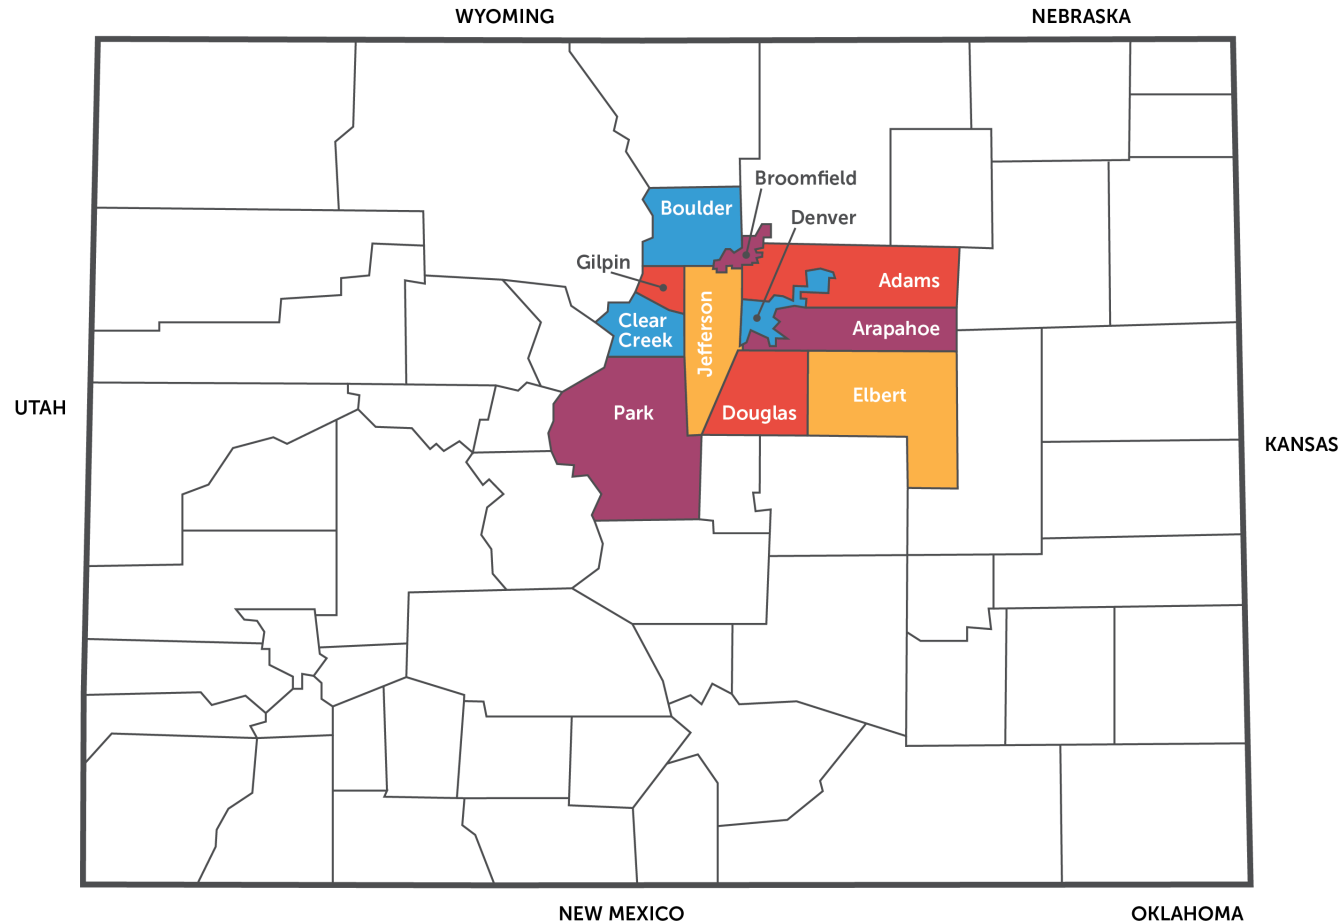 WYOMING
NEBRASKA
Broomfield
Boulder
Denver
Gilpin
Adams
Clear
Creek
Jefferson
Arapahoe
Elbert
UTAH
Park
Douglas
KANSAS
NEW MEXICO
OKLAHOMA